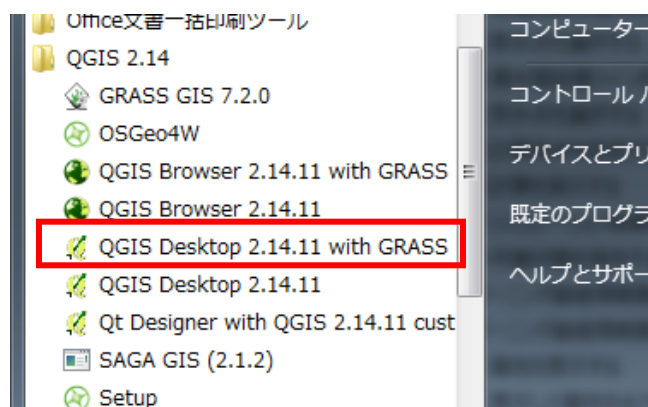 Office文書一括印刷ツール
QGIS 2.14
GRASS GIS 7.2.0
OSGeo4W
QGIS Browser 2.14.11 with GRASS
QGIS Browser 2.14.11
QGIS Desktop 2.14.11 with GRASS
QGIS Desktop 2.14.11
Qt Designer with QGIS 2.14.11 cust
SAGA GIS (2.1.2)
Setup
コンピューター
コントロール パ
デバイスとプリ
既定のプログラ
ヘルプとサポー